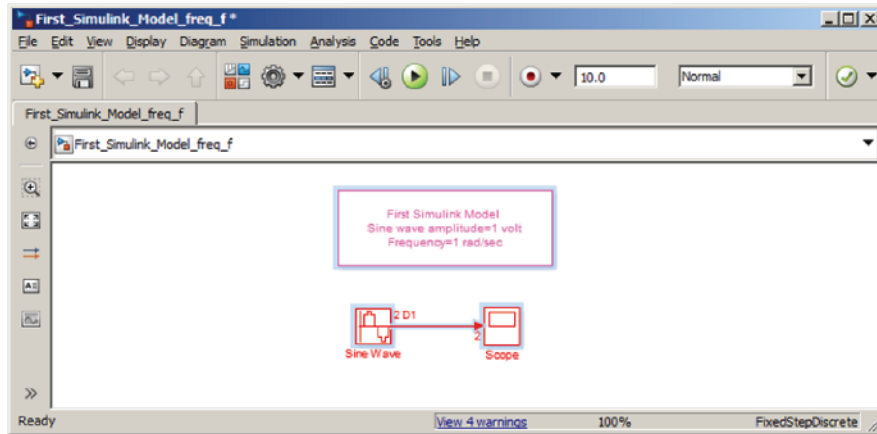 First_Simulink_Model_freq_f *
File Edit View Display Diagram Simulation Analysis Code Tools Help
10.0 Normal
First_Simulink_Model_freq_f
First_Simulink_Model_freq_f
First Simulink Model
Sine wave amplitude=1 volt
Frequency=1 rad/sec
2 D1
2
Sine Wave Scope
Ready View 4 warnings 100% FixedStepDiscrete